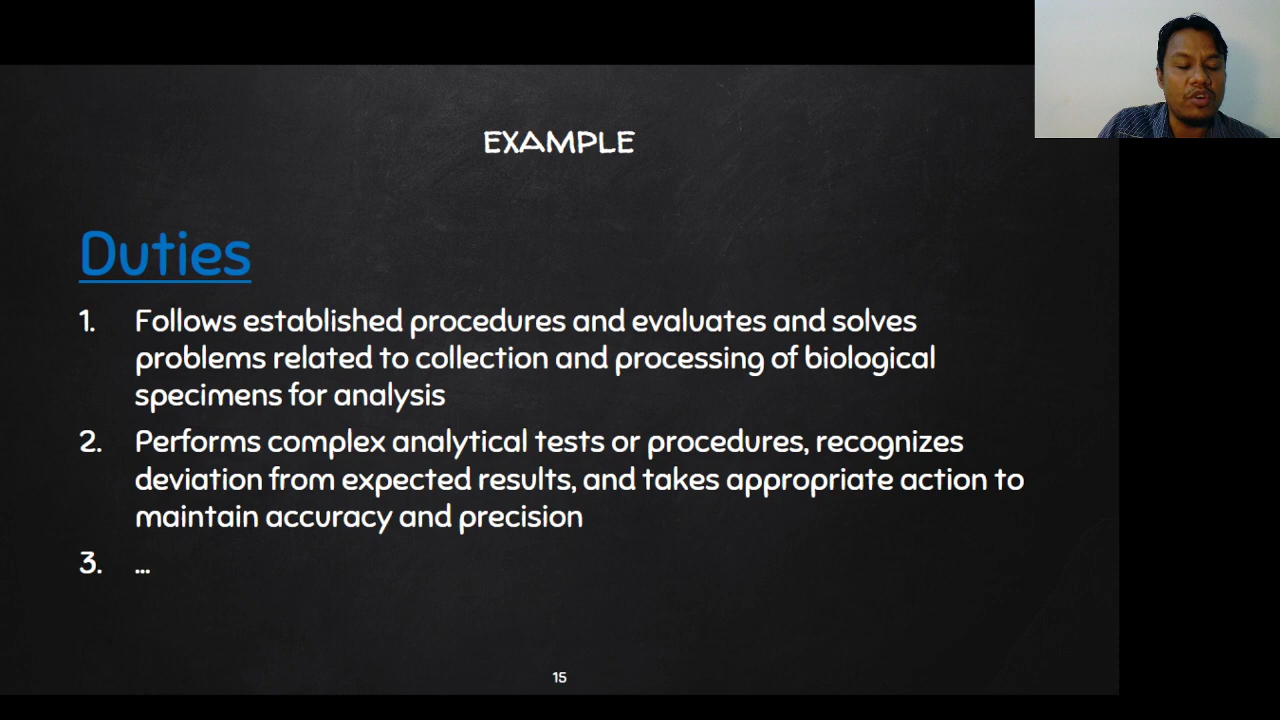 EXAMPLE
Duties
1. Follows established procedures and evaluates and solves
problems related to collection and processing of biological
specimens for analysis
2. Performs complex analytical tests or procedures, recognizes
deviation from expected results, and takes appropriate action to
maintain accuracy and precision
3. ...
15